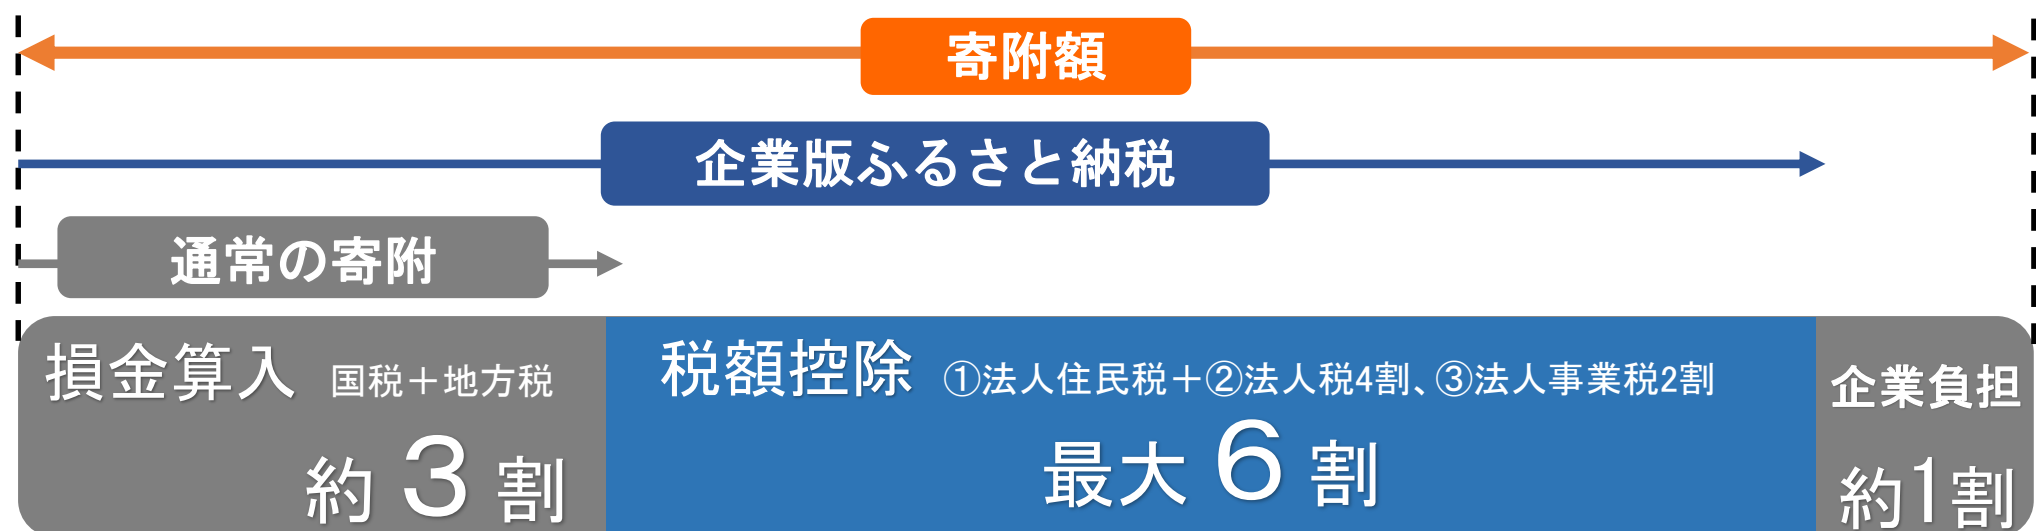 寄附額
企業版ふるさと納税
通常の寄附
損金算入 国税＋地方税
約3割
税額控除 ①法人住民税＋②法人税4割、③法人事業税2割
最大6割
企業負担
約1割